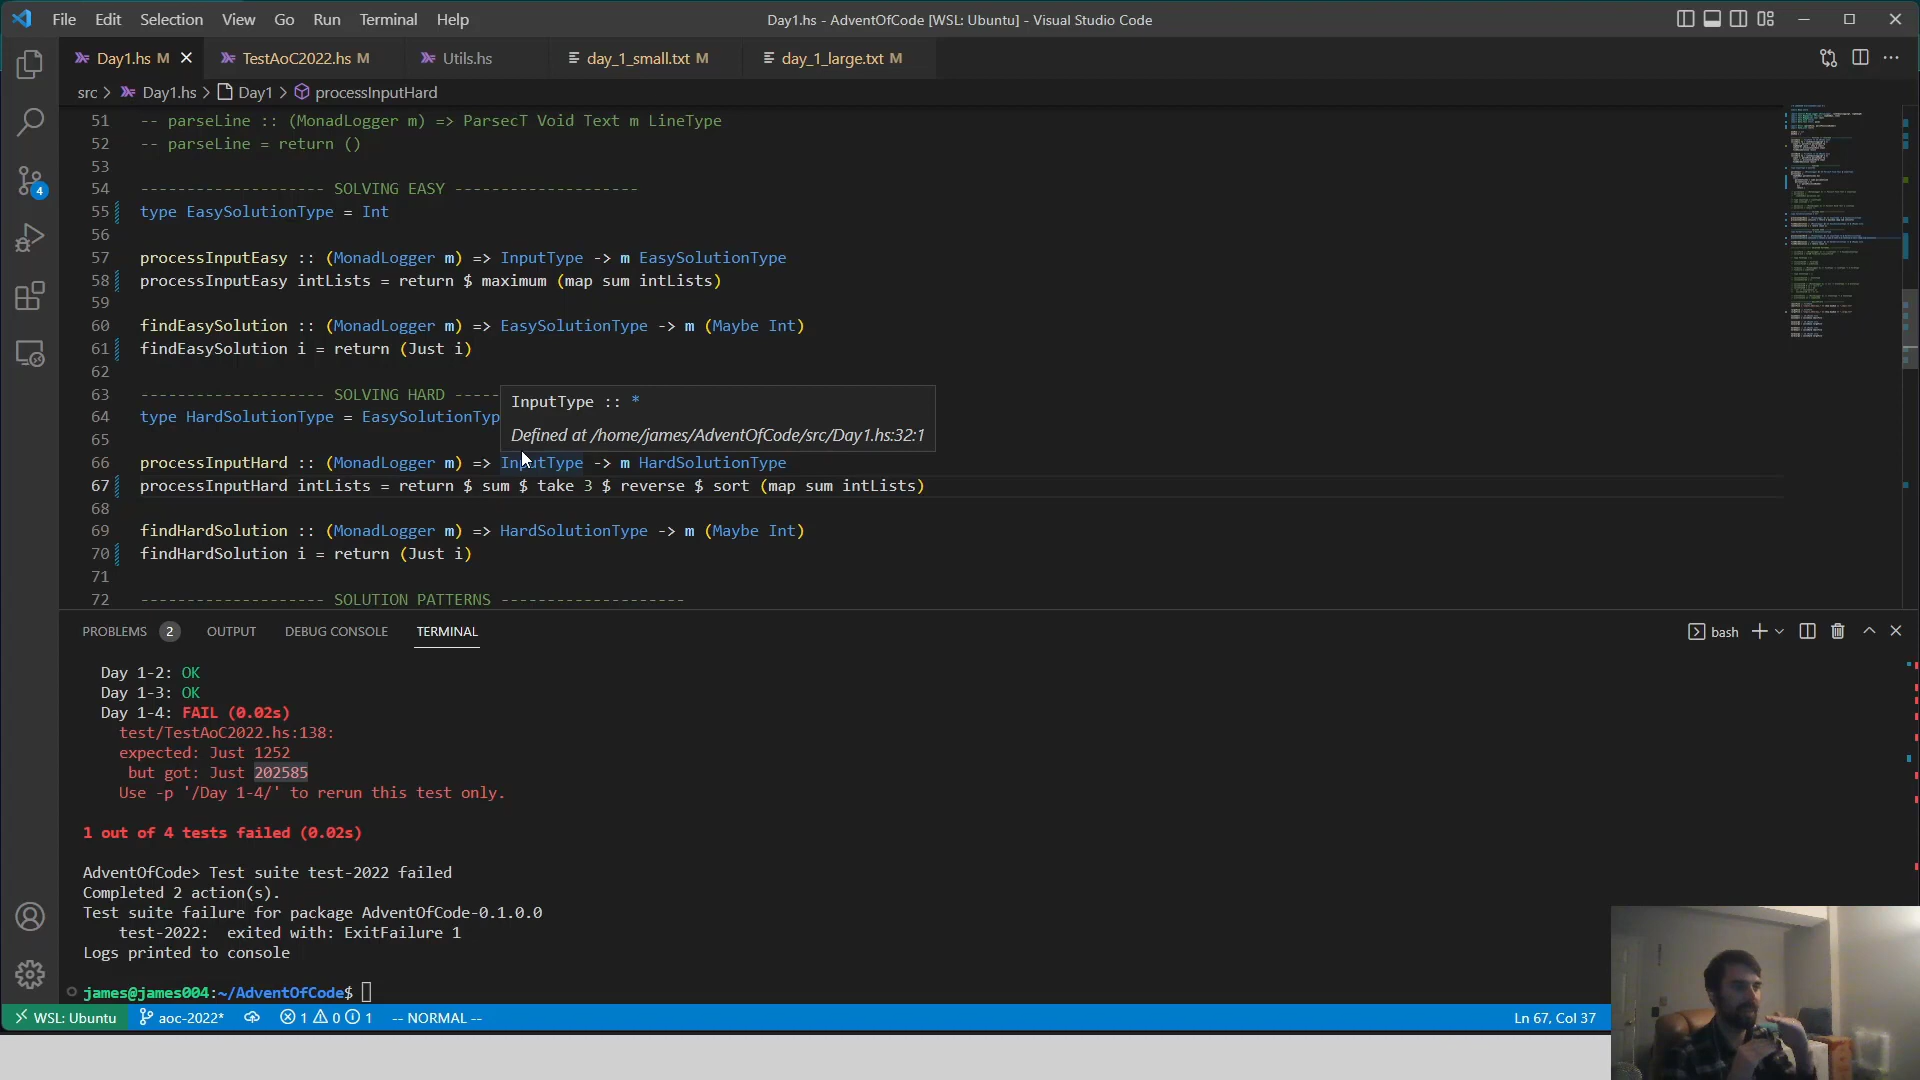 File Edit Selection View Go Run Terminal Help Day1.hs - AdventOfCode [WSL: Ubuntu] - Visual Studio Code
Day1.hs M TestAoC2022.hs M Utils.hs day_1_small.txt M day_1_large.txt M
src > Day1.hs > Day1 > processInputHard
51 -- parseLine :: (MonadLogger m) => ParsecT Void Text m LineType
52 -- parseLine = return ()
53
54 -------------------- SOLVING EASY --------------------
55 type EasySolutionType = Int
56
57 processInputEasy :: (MonadLogger m) => InputType -> m EasySolutionType
58 processInputEasy intLists = return $ maximum (map sum intLists)
59
60 findEasySolution :: (MonadLogger m) => EasySolutionType -> m (Maybe Int)
61 findEasySolution i = return (Just i)
62
63 -------------------- SOLVING HARD -----
64 type HardSolutionType = EasySolutionTyp
65
InputType :: *
Defined at /home/james/AdventOfCode/src/Day1.hs:32:1
66 processInputHard :: (MonadLogger m) => InputType -> m HardSolutionType
67 processInputHard intLists = return $ sum $ take 3 $ reverse $ sort (map sum intLists)
68
69 findHardSolution :: (MonadLogger m) => HardSolutionType -> m (Maybe Int)
70 findHardSolution i = return (Just i)
71
72 -------------------- SOLUTION PATTERNS --------------------
4
PROBLEMS 2 OUTPUT DEBUG CONSOLE TERMINAL bash
Day 1-2: OK
Day 1-3: OK
Day 1-4: FAIL (0.02s)
test/TestAoC2022.hs:138:
expected: Just 1252
but got: Just 202585
Use -p '/Day 1-4/' to rerun this test only.
1 out of 4 tests failed (0.02s)
AdventOfCode> Test suite test-2022 failed
Completed 2 action(s).
Test suite failure for package AdventOfCode-0.1.0.0
test-2022: exited with: ExitFailure 1
Logs printed to console
james@james004:~/AdventOfCode$
WSL: Ubuntu aoc-2022* 1 0 1 -- NORMAL -- Ln 67, Col 37